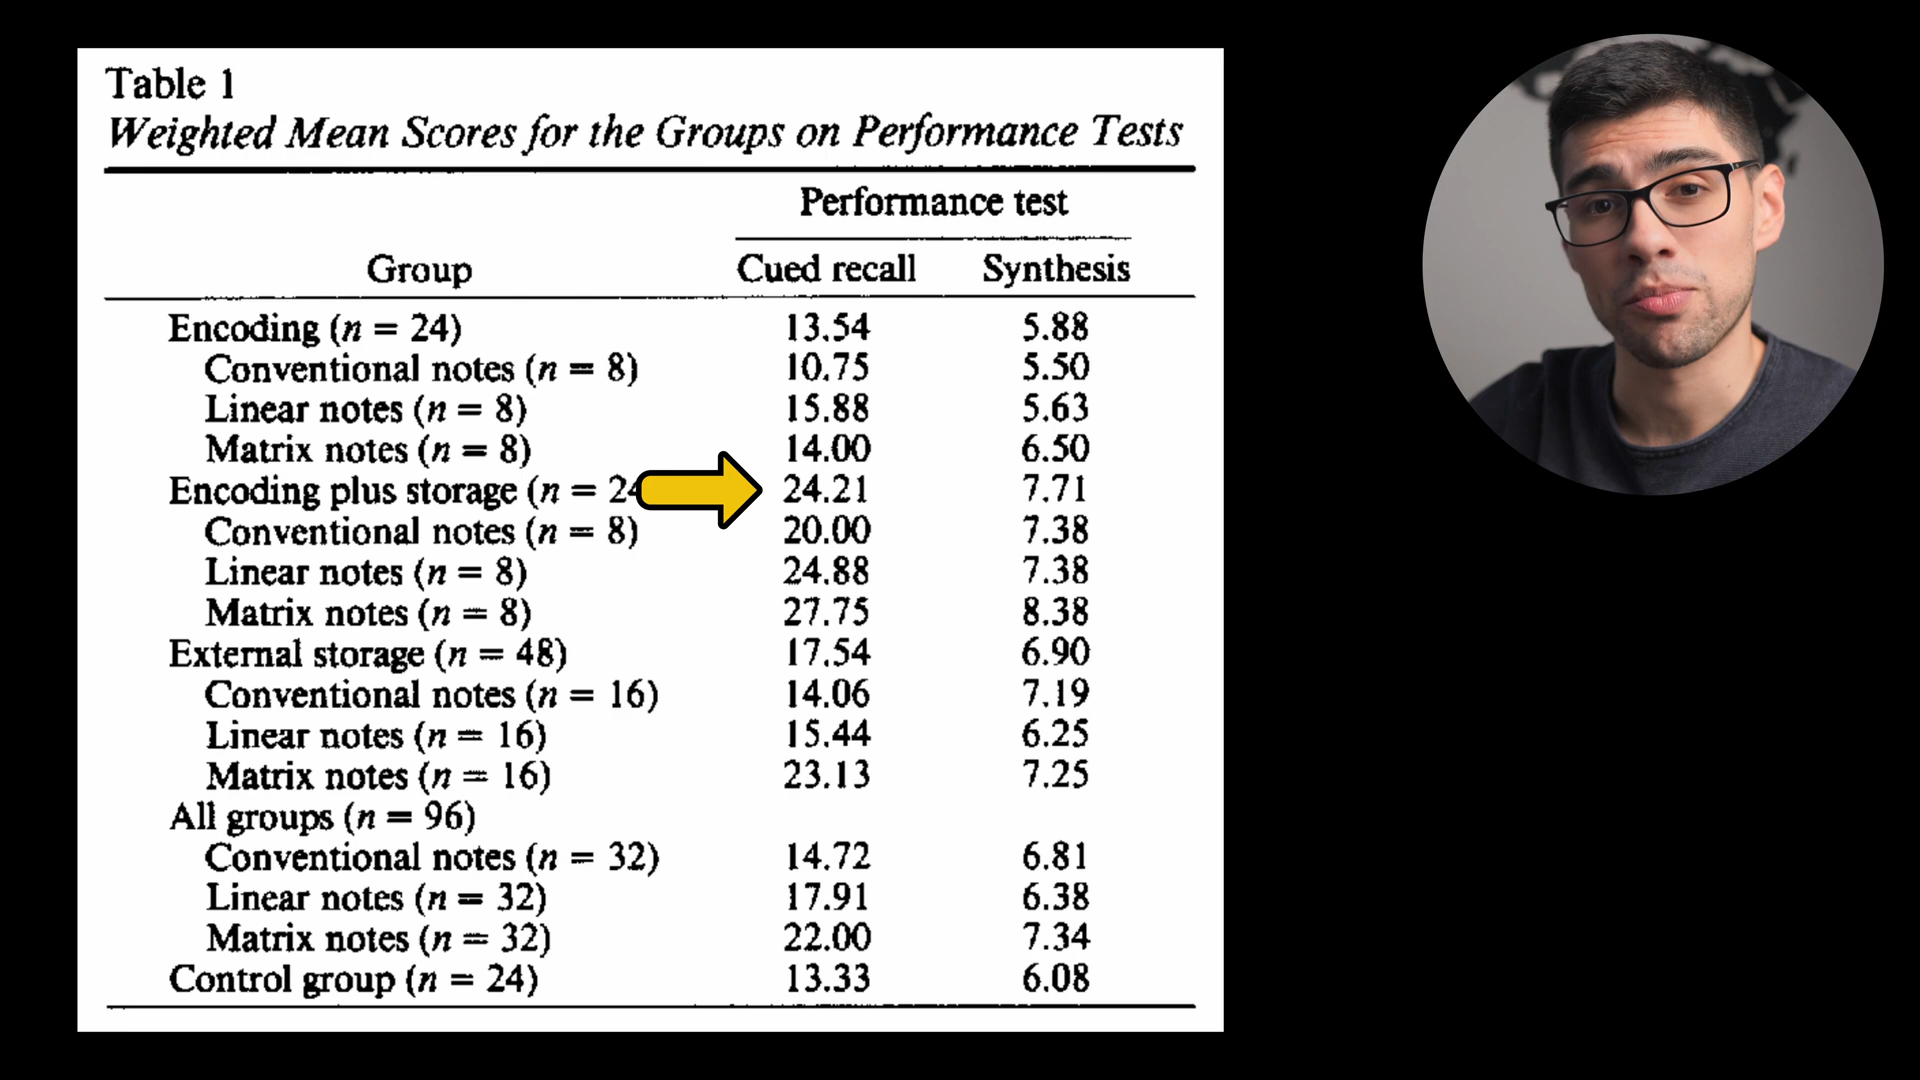 Table 1
Weighted Mean Scores for the Groups on Performance Tests
Performance test
Group Cued recall Synthesis
Encoding (n = 24) 13.54 5.88
Conventional notes (n = 8) 10.75 5.50
Linear notes (n = 8) 15.88 5.63
Matrix notes (n = 8) 14.00 6.50
Encoding plus storage (n = 24 24.21 7.71
Conventional notes (n = 8) 20.00 7.38
Linear notes (n = 8) 24.88 7.38
Matrix notes (n = 8) 27.75 8.38
External storage (n = 48) 17.54 6.90
Conventional notes (n = 16) 14.06 7.19
Linear notes (n = 16) 15.44 6.25
Matrix notes (n = 16) 23.13 7.25
All groups (n = 96)
Conventional notes (n = 32) 14.72 6.81
Linear notes (n = 32) 17.91 6.38
Matrix notes (n = 32) 22.00 7.34
Control group (n = 24) 13.33 6.08